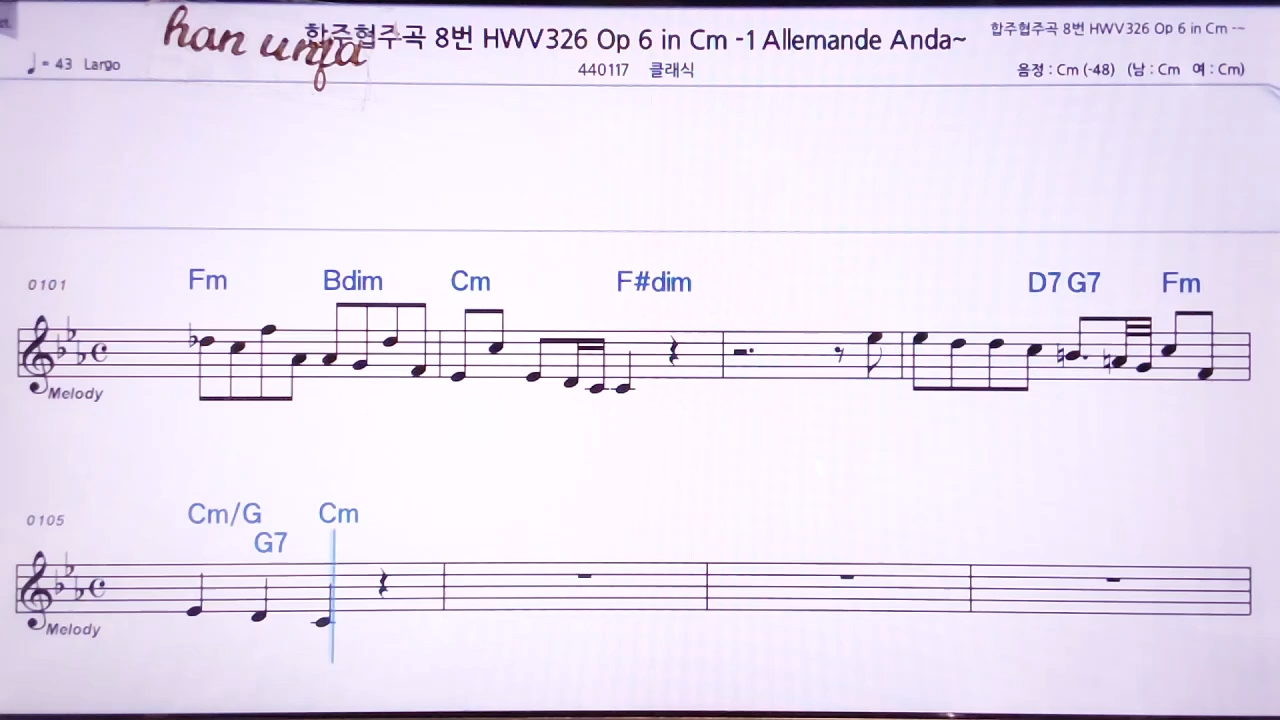 han unqa
합주협주곡 8번 HWV326 Op 6 in Cm -1 Allemande Anda~
합주협주곡 8번 HWV326 Op 6 in Cm -~
♩ = 43 Largo
440117 클래식
음정 : Cm (-48) (남 : Cm 여 : Cm)
0101
Fm Bdim Cm F#dim D7 G7 Fm
Melody
0105
Cm/G Cm
G7
Melody